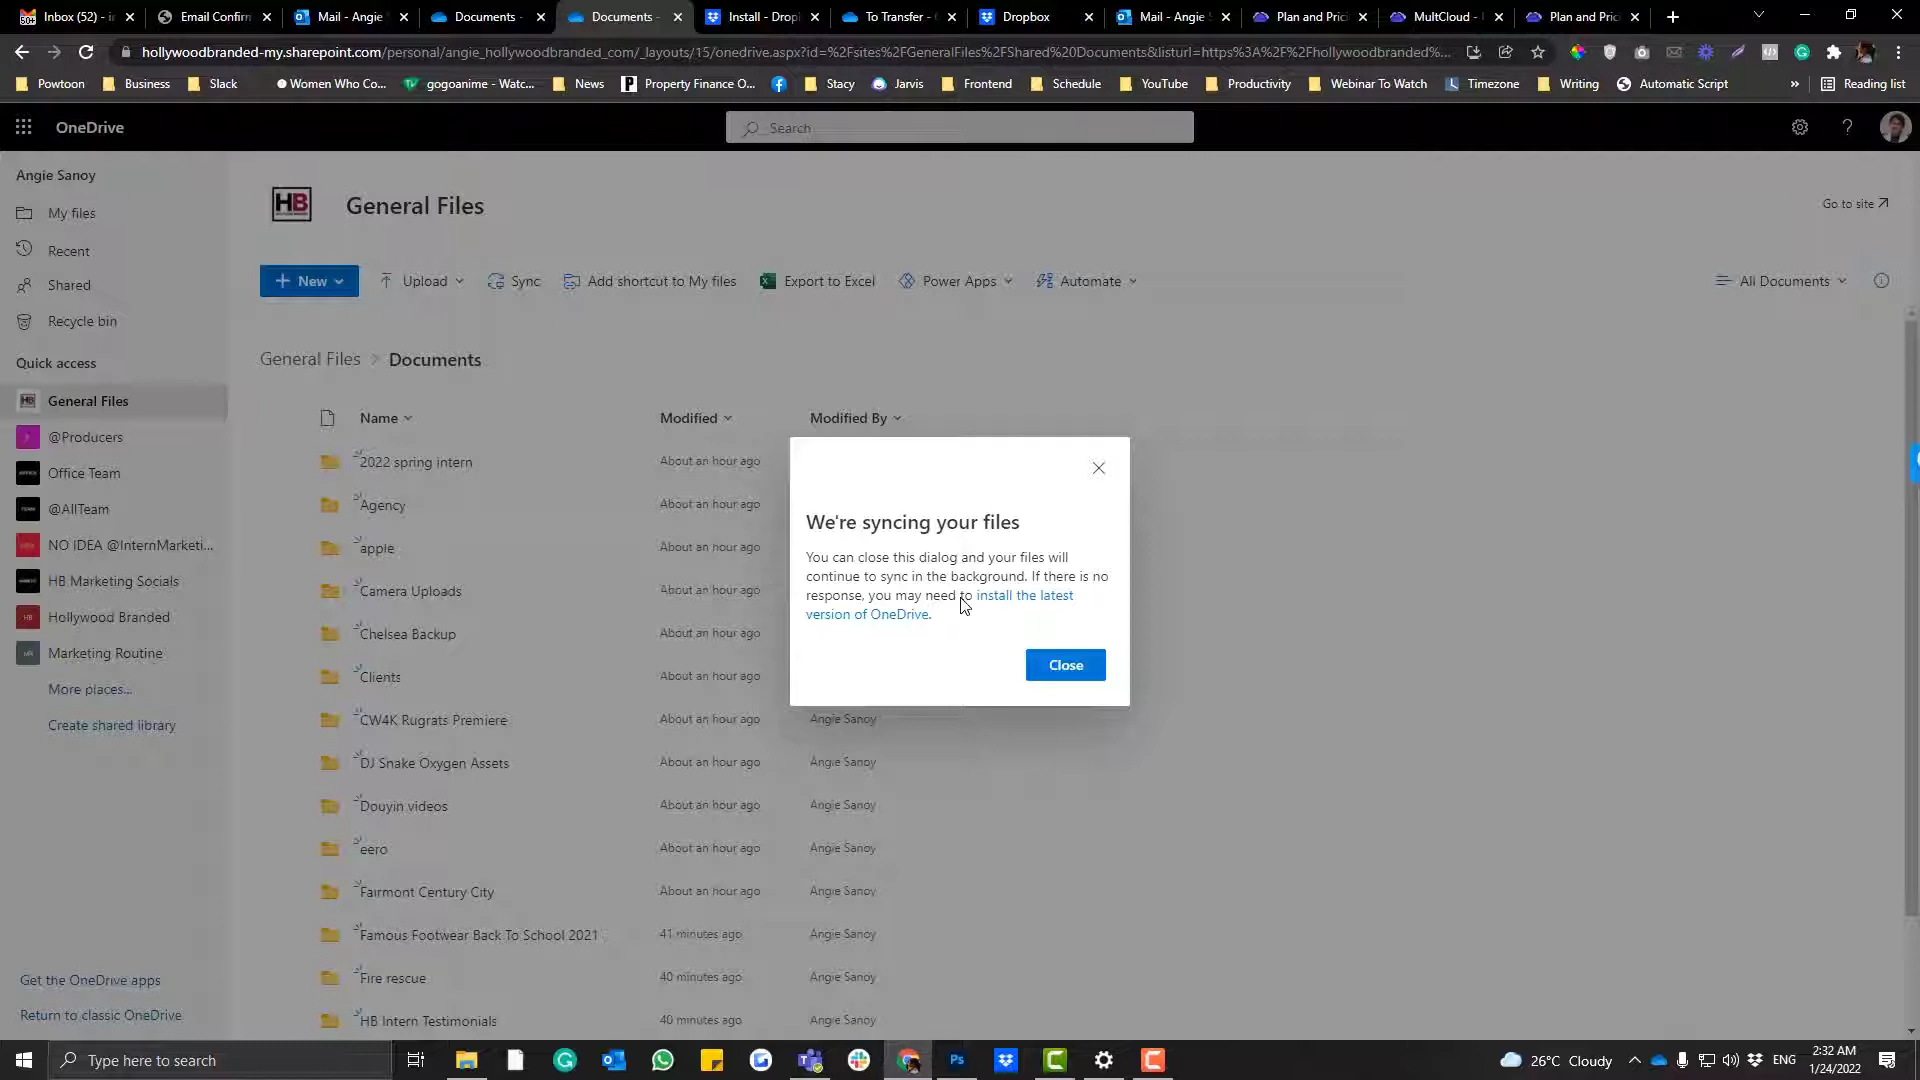 Inbox (52) - i
Email Confirm
Mail - Angie
Documents -
Documents -
Install - Drop
To Transfer -
Dropbox
Mail - Angie S
Plan and Prici
MultCloud -
Plan and Pric
hollywoodbranded-my.sharepoint.com/personal/angie_hollywoodbranded_com/_layouts/15/onedrive.aspx?id=%2Fsites%2FGeneralFiles%2FShared%20Documents&listurl=https%3A%2F%2Fhollywoodbranded%...
Powtoon
Business
Slack
Women Who Co...
gogoanime - Watc...
News
Property Finance O...
Stacy
Jarvis
Frontend
Schedule
YouTube
Productivity
Webinar To Watch
Timezone
Writing
Automatic Script
»
Reading list
OneDrive
Search
?
Angie Sanoy
My files
Recent
Shared
Recycle bin
Quick access
General Files
@Producers
Office Team
@AllTeam
NO IDEA @InternMarketi...
HB Marketing Socials
Hollywood Branded
Marketing Routine
More places...
Create shared library
Get the OneDrive apps
Return to classic OneDrive
HB
General Files
Go to site
New
Upload
Sync
Add shortcut to My files
Export to Excel
Power Apps
Automate
All Documents
General Files > Documents
Name Modified Modified By
2022 spring intern About an hour ago
Agency About an hour ago
apple About an hour ago
Camera Uploads About an hour ago
Chelsea Backup About an hour ago
Clients About an hour ago
CW4K Rugrats Premiere About an hour ago Angie Sanoy
DJ Snake Oxygen Assets About an hour ago Angie Sanoy
Douyin videos About an hour ago Angie Sanoy
eero About an hour ago Angie Sanoy
Fairmont Century City About an hour ago Angie Sanoy
Famous Footwear Back To School 2021 41 minutes ago Angie Sanoy
Fire rescue 40 minutes ago Angie Sanoy
HB Intern Testimonials 40 minutes ago Angie Sanoy
We're syncing your files
You can close this dialog and your files will
continue to sync in the background. If there is no
response, you may need to install the latest
version of OneDrive.
Close
Type here to search
Ps
26°C Cloudy
ENG
2:32 AM
1/24/2022